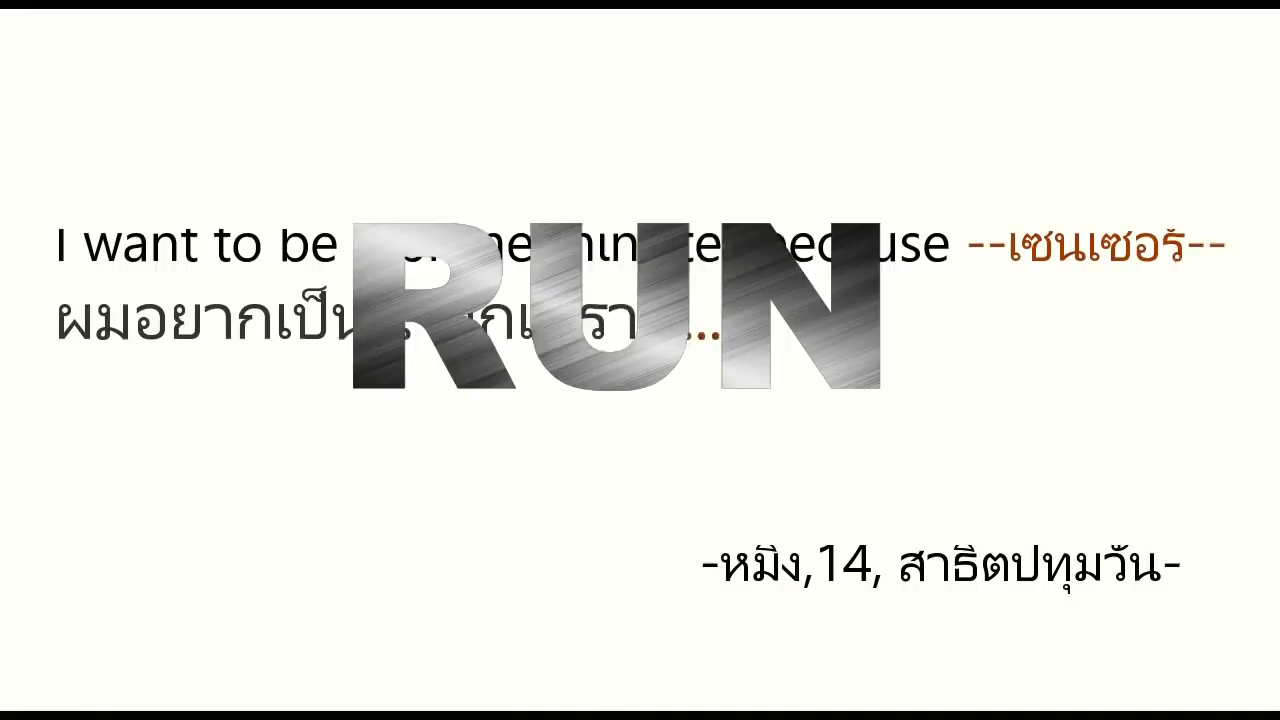 I want to be because --เซนเซอร์--
ผมอยากเป็น
RUN
-หมิง,14, สาธิตปทุมวัน-